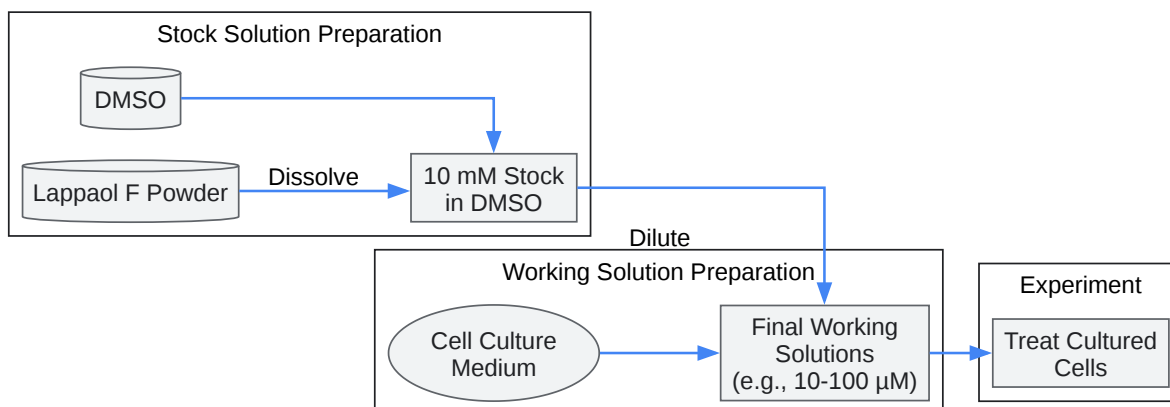 Stock Solution Preparation
DMSO
Lappaol F Powder
Dissolve
10 mM Stock
in DMSO
Dilute
Working Solution Preparation
Cell Culture
Medium
Final Working
Solutions
(e.g., 10-100 µM)
Experiment
Treat Cultured
Cells